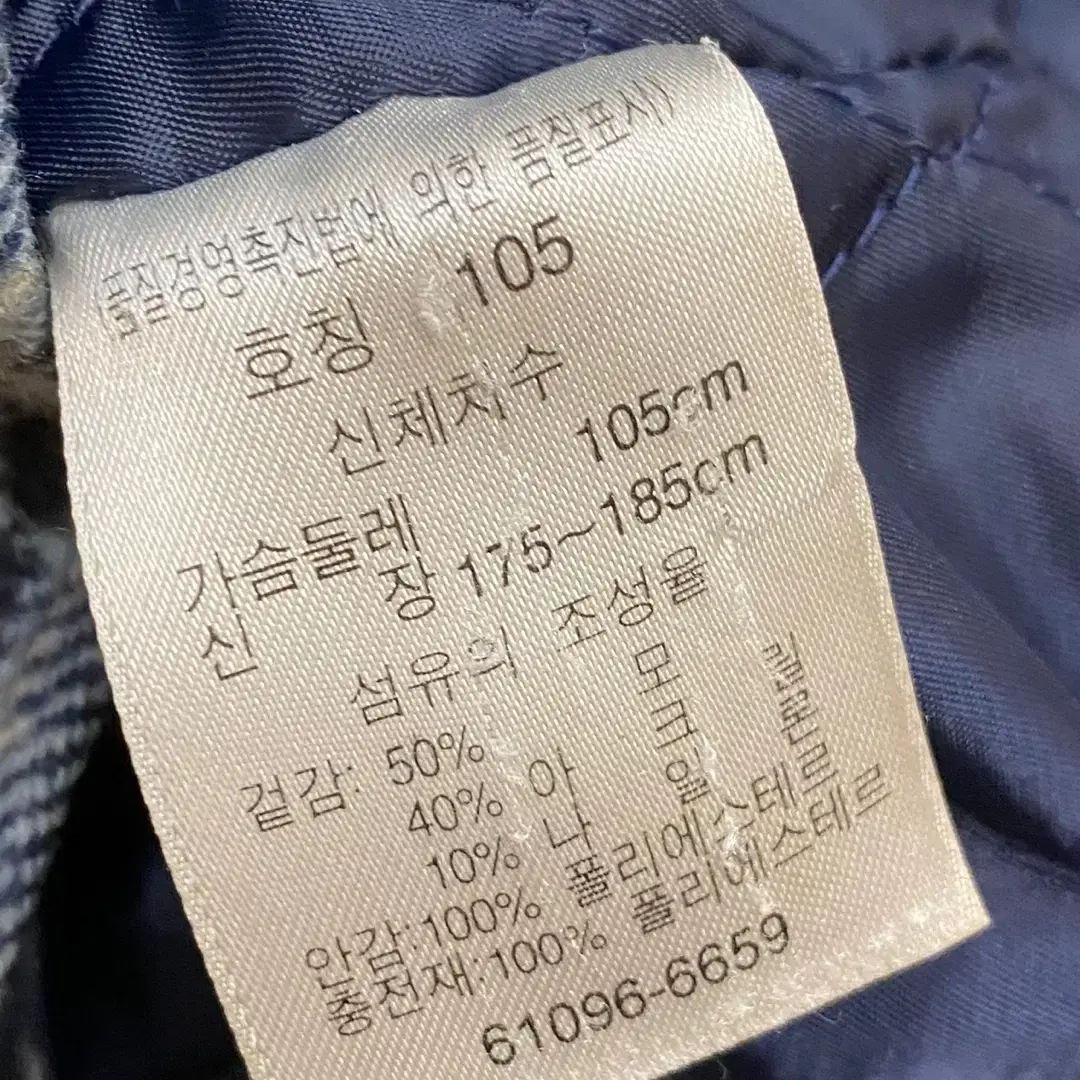 (품질경영촉진법에 의한 품질표시)
호칭 105
신체치수
가슴둘레 105cm
신 장 175~185cm
섬유의 조성율
겉감: 50% 모
40% 아 크 릴
10% 나 일 론
안감:100% 폴리에스테르
충전재:100% 폴리에스테르
61096-6659